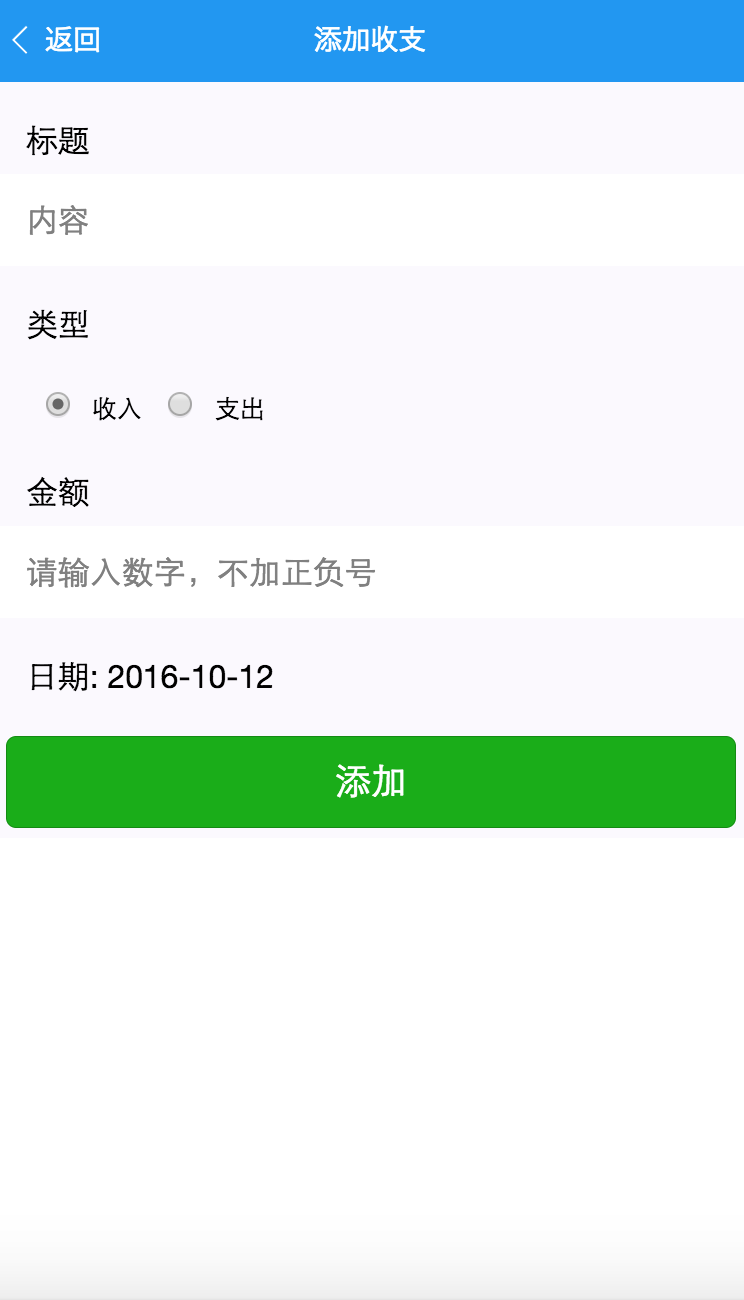 返回
添加收支
标题
内容
类型
收入 支出
金额
请输入数字，不加正负号
日期: 2016-10-12
添加